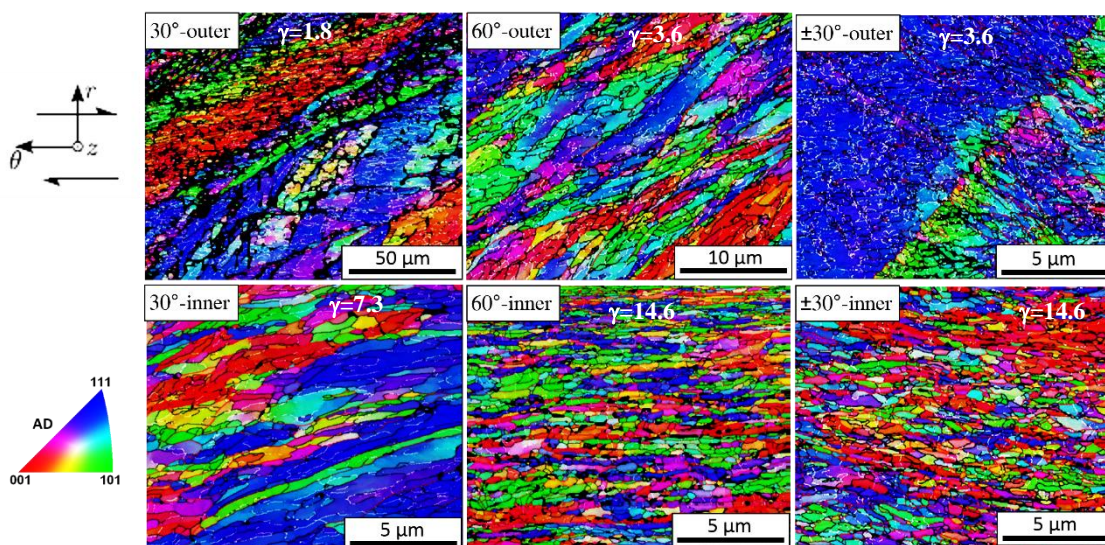 30°-outer
γ=1.8
60°-outer
γ=3.6
±30°-outer
γ=3.6
r
θ
z
50 μm
10 μm
5 μm
30°-inner
γ=7.3
60°-inner
γ=14.6
±30°-inner
γ=14.6
111
AD
001
101
5 μm
5 μm
5 μm